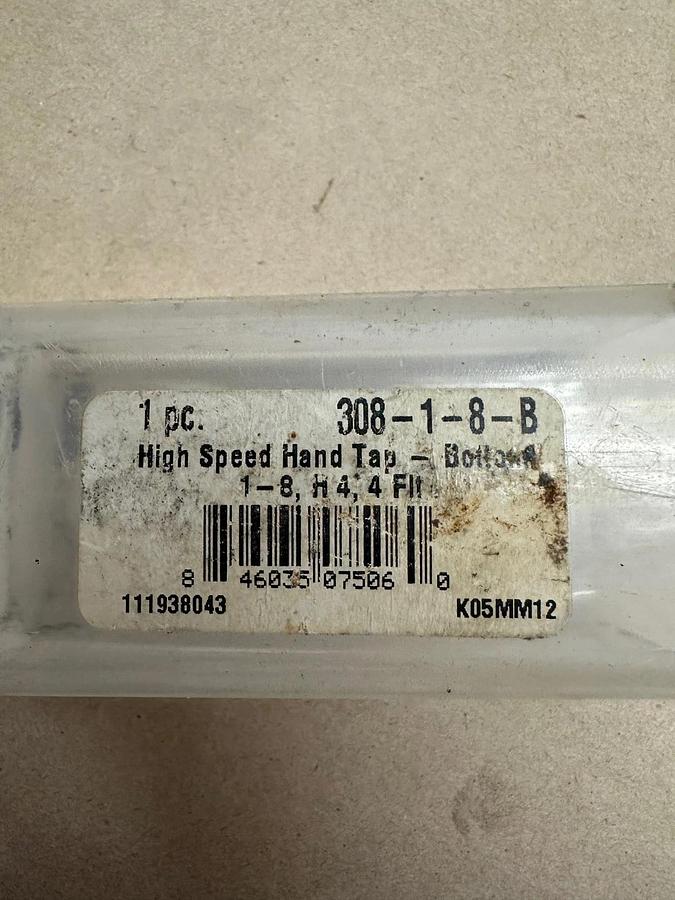 1 pc. 308-1-8-B
High Speed Hand Tap -
1-8, H 4, 4 Flt
8 46035 07506 0
111938043 K05MM12